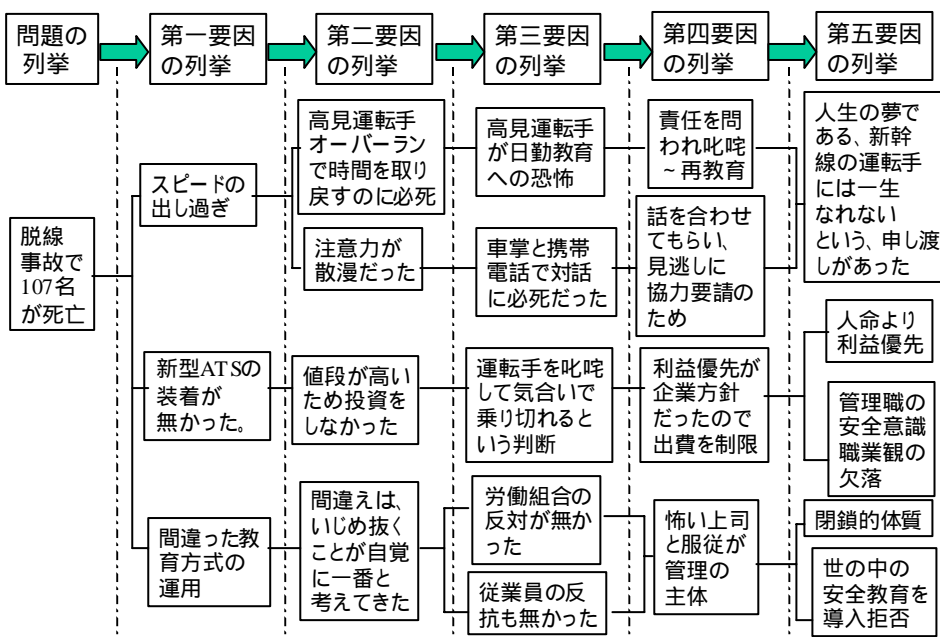 問題の
列挙
第一要因
の列挙
第二要因
の列挙
第三要因
の列挙
第四要因
の列挙
第五要因
の列挙
脱線
事故で
107名
が死亡
スピードの
出し過ぎ
高見運転手
オーバーラン
で時間を取り
戻すのに必死
高見運転手
が日勤教育
への恐怖
責任を問
われ叱咤
~再教育
人生の夢で
ある、新幹
線の運転手
には一生
なれない
という、申し渡
しがあった
注意力が
散漫だった
車掌と携帯
電話で対話
に必死だった
話を合わせ
てもらい、
見逃しに
協力要請の
ため
新型ATSの
装着が
無かった。
値段が高い
ため投資を
しなかった
運転手を叱咤
して気合いで
乗り切れると
いう判断
利益優先が
企業方針
だったので
出費を制限
人命より
利益優先
管理職の
安全意識
職業観の
欠落
間違った教
育方式の
運用
間違えは、
いじめ抜く
ことが自覚
に一番と
考えてきた
労働組合の
反対が無か
った
従業員の反
抗も無かった
怖い上司
と服従が
管理の
主体
閉鎖的体質
世の中の
安全教育を
導入拒否